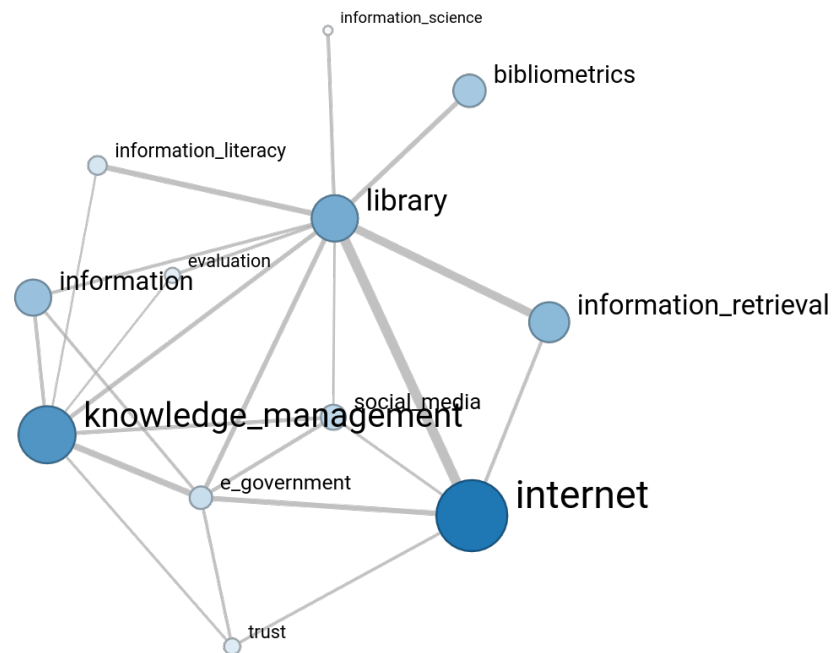 information_science
bibliometrics
information_literacy
library
evaluation
information
information_retrieval
social_media
knowledge_management
e_government
internet
trust